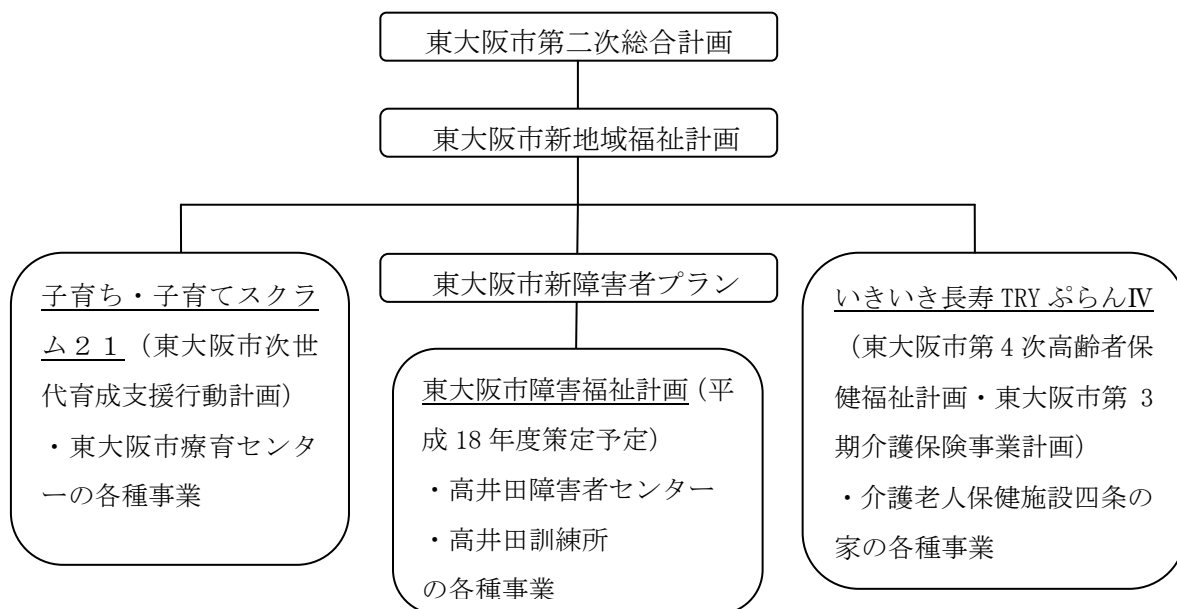 東大阪市第二次総合計画
東大阪市新地域福祉計画
子育ち・子育てスクラ
ム２１（東大阪市次世
代育成支援行動計画）
・東大阪市療育センタ
ーの各種事業
東大阪市新障害者プラン
東大阪市障害福祉計画（平
成 18 年度策定予定）
・高井田障害者センター
・高井田訓練所
の各種事業
いきいき長寿 TRY ぷらんⅣ
（東大阪市第４次高齢者保
健福祉計画・東大阪市第 3
期介護保険事業計画）
・介護老人保健施設四条の
家の各種事業